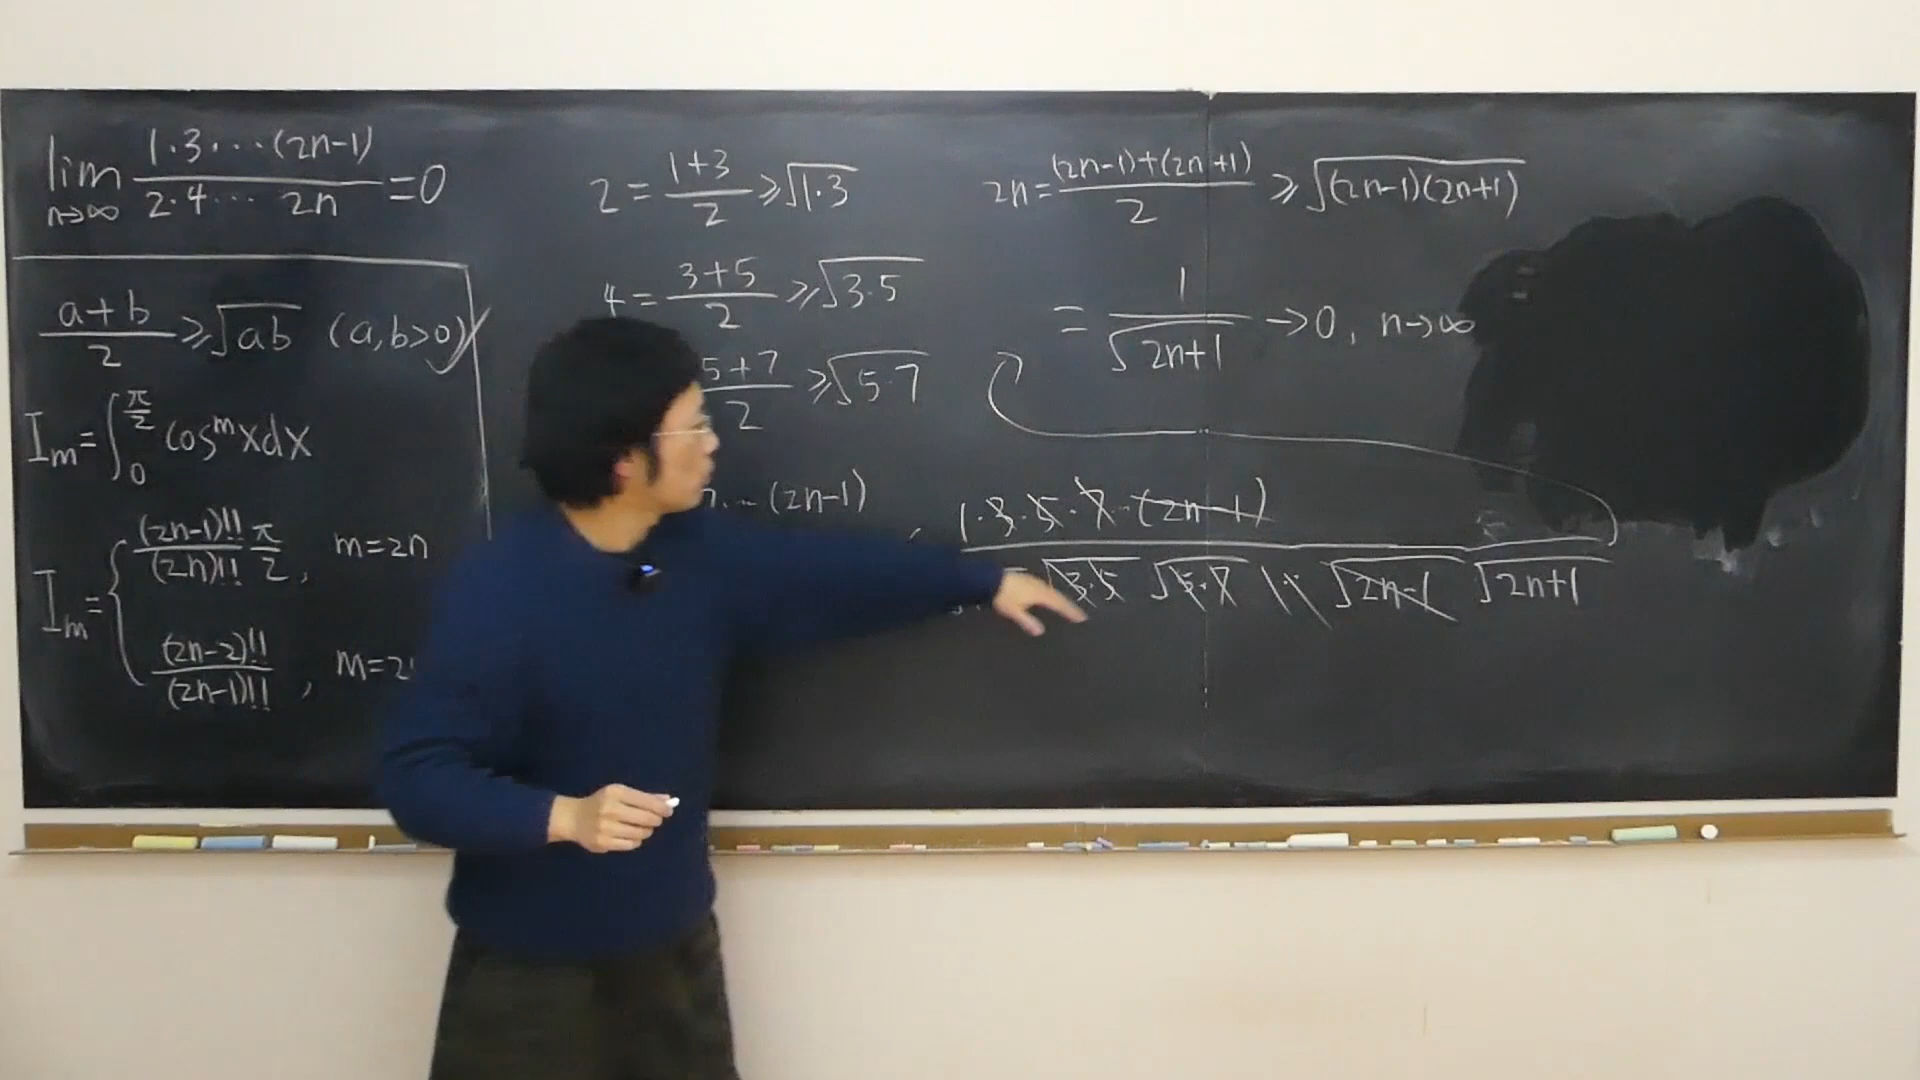 lim n→∞ 1·3·⋯(2n-1) / 2·4⋯ 2n =0
a+b / 2 ≥ √ab (a,b>0)
I_m = ∫_0^{π/2} cos^m x dx
I_m = { (2n-1)!! / (2n)!! π/2 , m=2n
(2n-2)!! / (2n-1)!! , m=2
2 = 1+3 / 2 ≥ √1·3
4 = 3+5 / 2 ≥ √3·5
5+7 / 2 ≥ √5·7
⋯(2n-1)
2n = (2n-1)+(2n+1) / 2 ≥ √(2n-1)(2n+1)
= 1 / √2n+1 → 0, n→∞
1·3·5·7·(2n-1) / √3·5 √5·7 ⋯ √2n-1 √2n+1